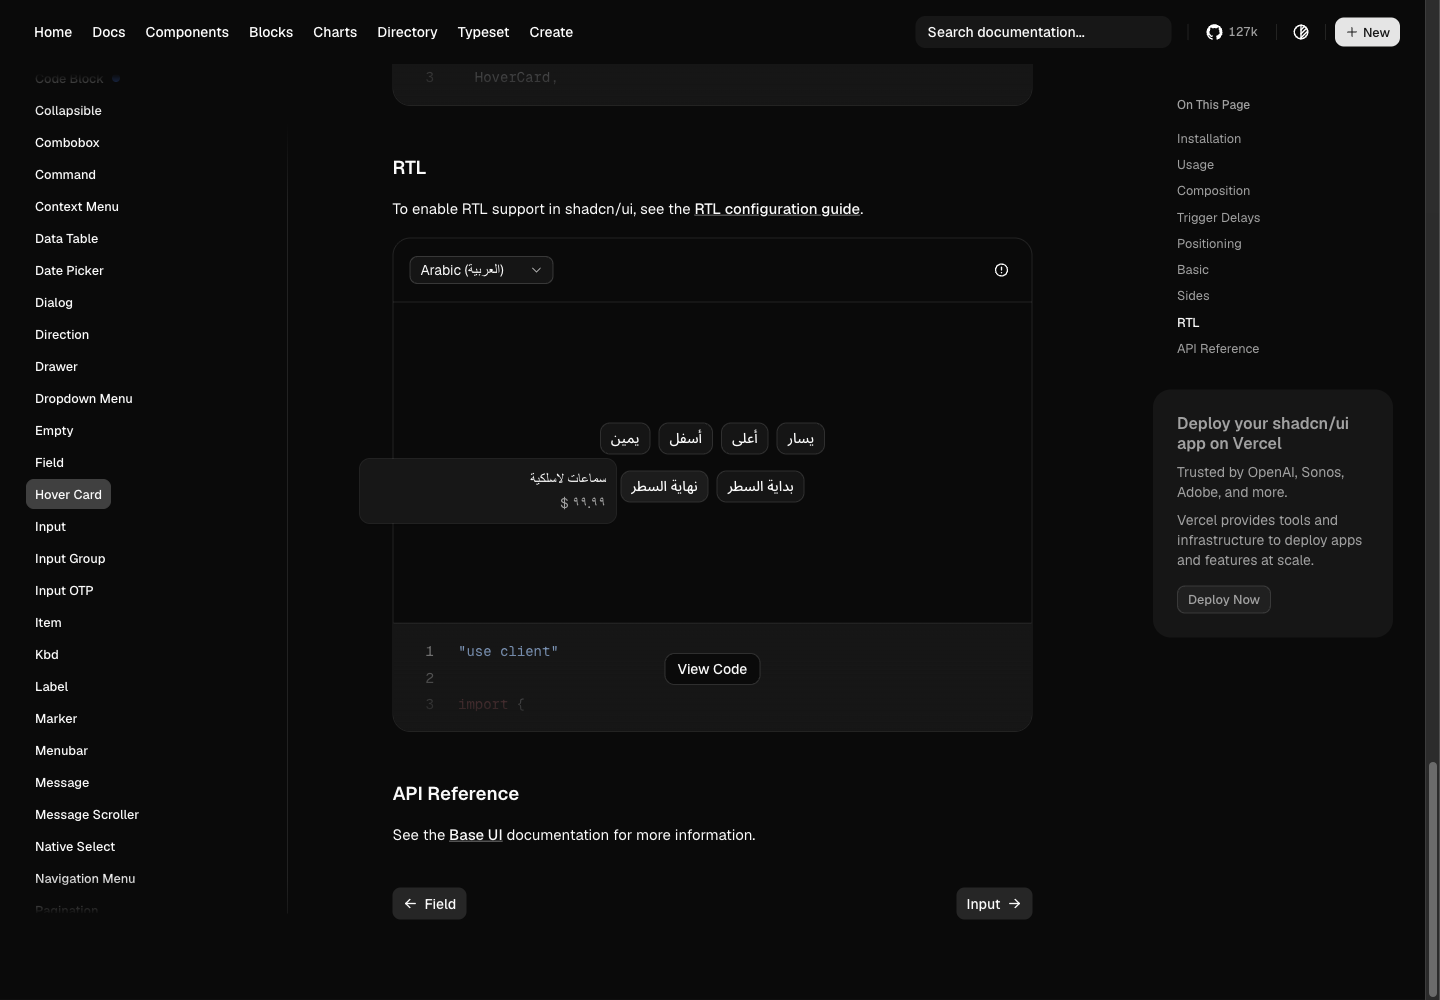 Home Docs Components Blocks Charts Directory Typeset Create
Search documentation...
127k
New
Code Block
Collapsible
Combobox
Command
Context Menu
Data Table
Date Picker
Dialog
Direction
Drawer
Dropdown Menu
Empty
Field
Hover Card
Input
Input Group
Input OTP
Item
Kbd
Label
Marker
Menubar
Message
Message Scroller
Native Select
Navigation Menu
Pagination
3 HoverCard,
RTL
To enable RTL support in shadcn/ui, see the RTL configuration guide.
Arabic (العربية)
يسار أعلى أسفل يمين
بداية السطر نهاية السطر
سماعات لاسلكية
٩٩.٩٩ $
1 "use client"
2
3 import {
View Code
API Reference
See the Base UI documentation for more information.
Field
Input
On This Page
Installation
Usage
Composition
Trigger Delays
Positioning
Basic
Sides
RTL
API Reference
Deploy your shadcn/ui
app on Vercel
Trusted by OpenAI, Sonos,
Adobe, and more.
Vercel provides tools and
infrastructure to deploy apps
and features at scale.
Deploy Now